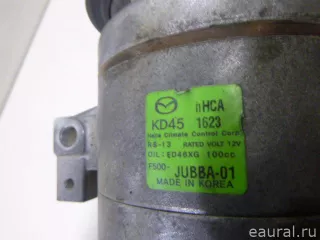 nHCA
KD45 1623
Halla Climate Control Corp.
RATED VOLT 12V
OIL: 100cc
F500- JUBBA-01
MADE IN KOREA
eaural.ru